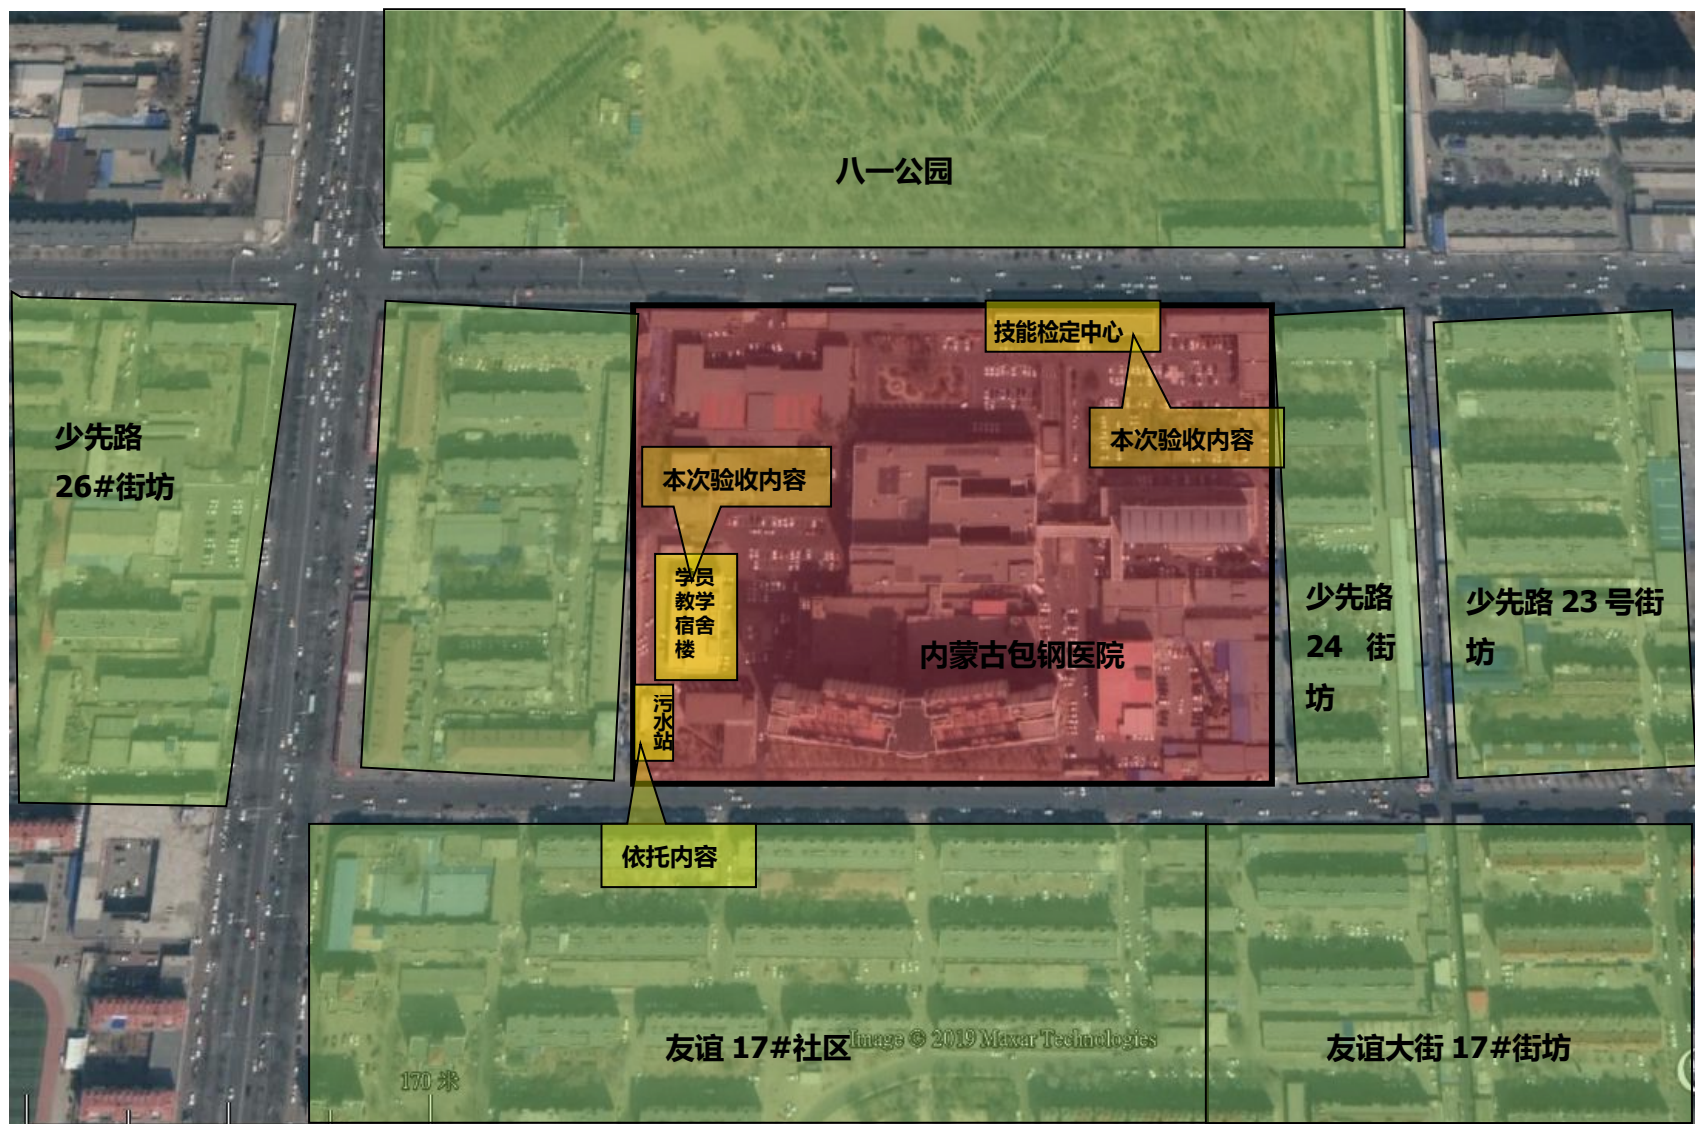 八一公园
技能检定中心
本次验收内容
少先路
26#街坊
本次验收内容
学员
教学
宿舍
楼
少先路
24 街
坊
少先路 23 号街
坊
内蒙古包钢医院
污
水
站
依托内容
友谊 17#社区
Image © 2019 Maxar Technologies
友谊大街 17#街坊
170 米